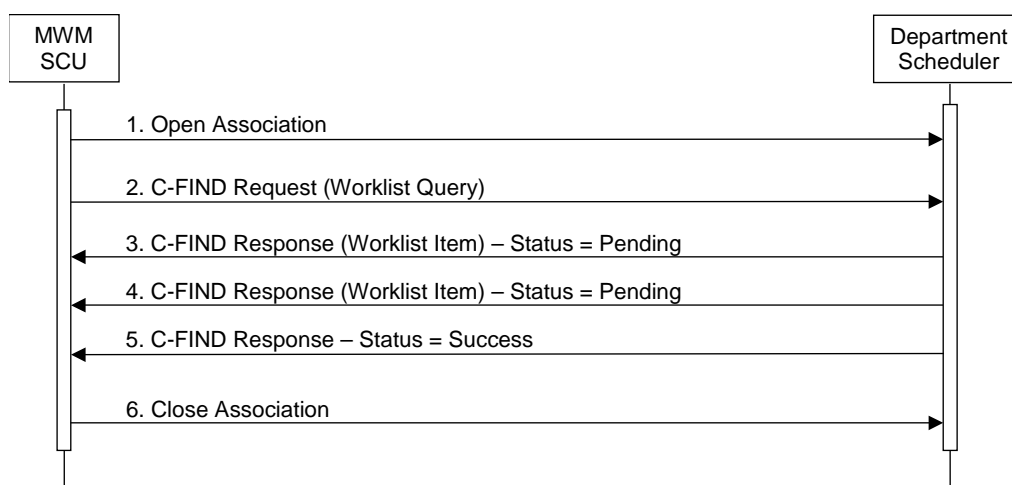 MWM
SCU
Department
Scheduler
1. Open Association
2. C-FIND Request (Worklist Query)
3. C-FIND Response (Worklist Item) – Status = Pending
4. C-FIND Response (Worklist Item) – Status = Pending
5. C-FIND Response – Status = Success
6. Close Association